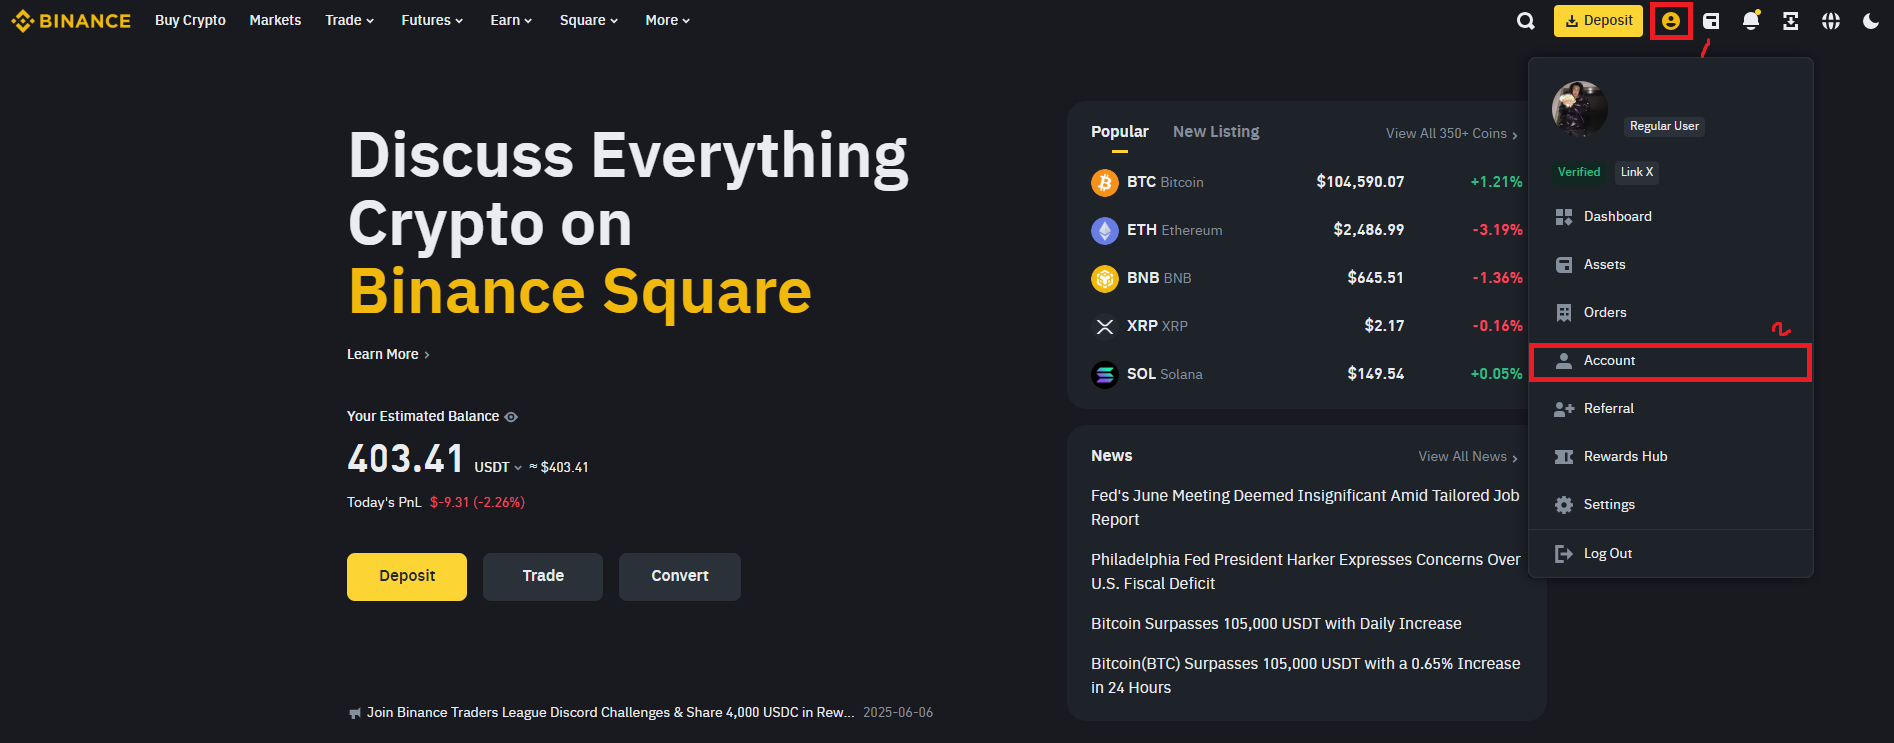 BINANCE Buy Crypto Markets Trade Futures Earn Square More Deposit
1
Regular User
Verified Link X
Dashboard
Assets
Orders
2
Account
Referral
Rewards Hub
Settings
Log Out
Discuss Everything
Crypto on
Binance Square
Learn More
Your Estimated Balance
403.41 USDT ≈ $403.41
Today's PnL $-9.31 (-2.26%)
Deposit Trade Convert
Join Binance Traders League Discord Challenges & Share 4,000 USDC in Rew... 2025-06-06
Popular New Listing View All 350+ Coins
BTC Bitcoin $104,590.07 +1.21%
ETH Ethereum $2,486.99 -3.19%
BNB BNB $645.51 -1.36%
XRP XRP $2.17 -0.16%
SOL Solana $149.54 +0.05%
News View All News
Fed's June Meeting Deemed Insignificant Amid Tailored Job
Report
Philadelphia Fed President Harker Expresses Concerns Over
U.S. Fiscal Deficit
Bitcoin Surpasses 105,000 USDT with Daily Increase
Bitcoin(BTC) Surpasses 105,000 USDT with a 0.65% Increase
in 24 Hours